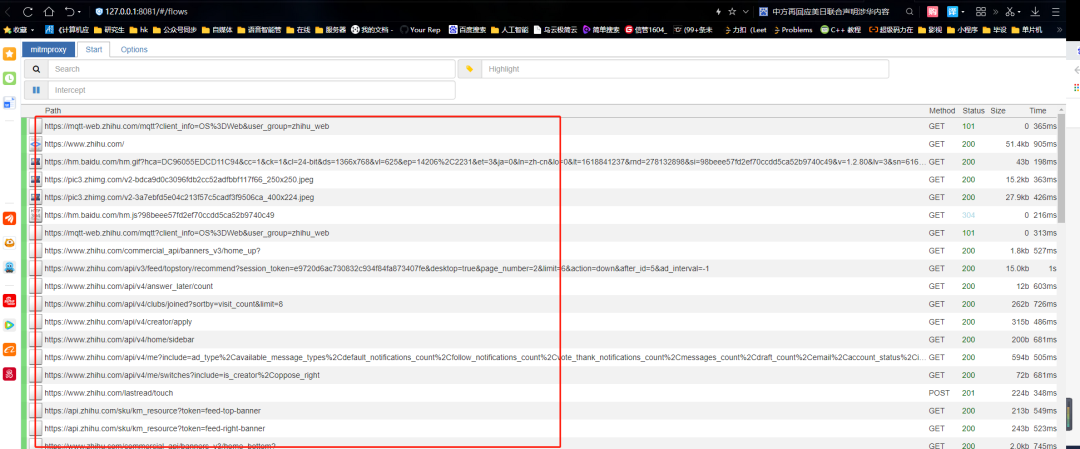 127.0.0.1:8081/#/flows
中方再回应美日联合声明涉华内容
收藏 《计算机应 研究生 hk 公众号同步 自媒体 语音智能管 在线 服务器 我的文档 - Your Rep 百度搜索 人工智能 马云极简云 简单搜索 信管1604_ (99+条未 力扣 (Leet Problems C++ 教程 超级码力在 影视 小程序 毕设 单片机
mitmproxy Start Options
Search Highlight
Intercept
Path Method Status Size Time
https://mqtt-web.zhihu.com/mqtt?client_info=OS%3DWeb&user_group=zhihu_web GET 101 0 365ms
https://www.zhihu.com/ GET 200 51.4kb 905ms
https://hm.baidu.com/hm.gif?hca=DC96055EDCD11C94&cc=1&ck=1&cl=24-bit&ds=1366x768&vl=625&ep=14206%2C2231&et=3&ja=0&ln=zh-cn&lo=0&lt=1618841237&rnd=278132898&si=98beee57fd2ef70ccdd5ca52b9740c49&v=1.2.80&lv=3&sn=616... GET 200 43b 198ms
https://pic3.zhimg.com/v2-bdca9d0c3096fdb2cc52adfbbf117f66_250x250.jpeg GET 200 15.2kb 363ms
https://pic3.zhimg.com/v2-3a7ebfd5e04c213f57c5cadf3f9506ca_400x224.jpeg GET 200 27.9kb 426ms
https://hm.baidu.com/hm.js?98beee57fd2ef70ccdd5ca52b9740c49 GET 304 0 216ms
https://mqtt-web.zhihu.com/mqtt?client_info=OS%3DWeb&user_group=zhihu_web GET 101 0 313ms
https://www.zhihu.com/commercial_api/banners_v3/home_up? GET 200 1.8kb 527ms
https://www.zhihu.com/api/v3/feed/topstory/recommend?session_token=e9720d6ac730832c934f84fa873407fe&desktop=true&page_number=2&limit=6&action=down&after_id=5&ad_interval=-1 GET 200 15.0kb 1s
https://www.zhihu.com/api/v4/answer_later/count GET 200 12b 603ms
https://www.zhihu.com/api/v4/clubs/joined?sortby=visit_count&limit=8 GET 200 262b 726ms
https://www.zhihu.com/api/v4/creator/apply GET 200 315b 486ms
https://www.zhihu.com/api/v4/home/sidebar GET 200 200b 681ms
https://www.zhihu.com/api/v4/me?include=ad_type%2Cavailable_message_types%2Cdefault_notifications_count%2Cfollow_notifications_count%2Cvote_thank_notifications_count%2Cmessages_count%2Cdraft_count%2Cemail%2Caccount_status%2Ci... GET 200 594b 505ms
https://www.zhihu.com/api/v4/me/switches?include=is_creator%2Coppose_right GET 200 72b 681ms
https://www.zhihu.com/lastread/touch POST 201 224b 348ms
https://api.zhihu.com/sku/km_resource?token=feed-top-banner GET 200 213b 549ms
https://api.zhihu.com/sku/km_resource?token=feed-right-banner GET 200 243b 523ms
https://www.zhihu.com/commercial_api/banners_v3/home_bottom? GET 200 2.0kb 745ms